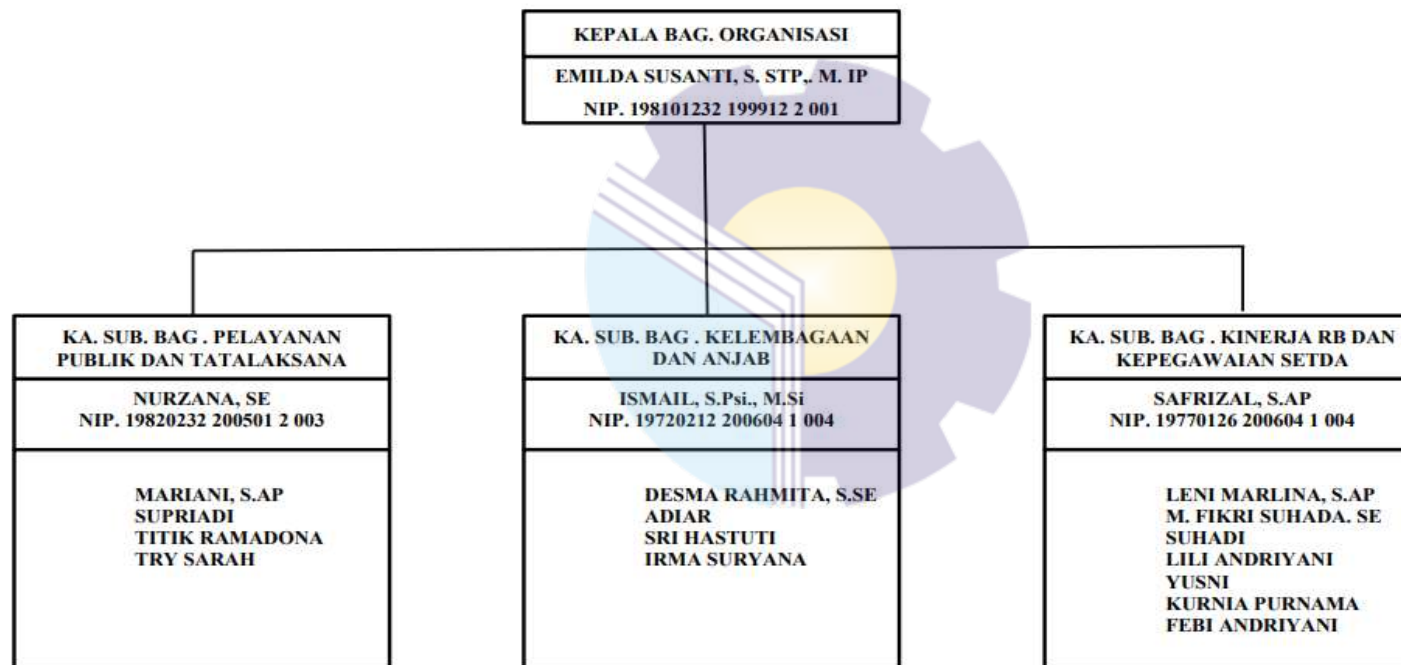 KEPALA BAG. ORGANISASI
EMILDA SUSANTI, S. STP,. M. IP
NIP. 198101232 199912 2 001
KA. SUB. BAG . PELAYANAN
PUBLIK DAN TATALAKSANA
NURZANA, SE
NIP. 19820232 200501 2 003
MARIANI, S.AP
SUPRIADI
TITIK RAMADONA
TRY SARAH
KA. SUB. BAG . KELEMBAGAAN
DAN ANJAB
ISMAIL, S.Psi., M.Si
NIP. 19720212 200604 1 004
DESMA RAHMITA, S.SE
ADIAR
SRI HASTUTI
IRMA SURYANA
KA. SUB. BAG . KINERJA RB DAN
KEPEGAWAIAN SETDA
SAFRIZAL, S.AP
NIP. 19770126 200604 1 004
LENI MARLINA, S.AP
M. FIKRI SUHADA. SE
SUHADI
LILI ANDRIYANI
YUSNI
KURNIA PURNAMA
FEBI ANDRIYANI